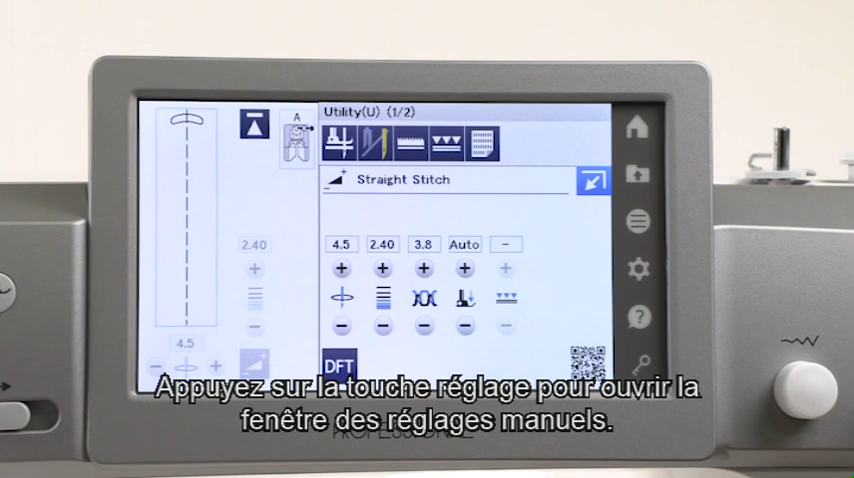 Utility(U) (1/2)
A
Straight Stitch
2.40
4.5 2.40 3.8 Auto -
4.5
DFT
Appuyez sur la touche réglage pour ouvrir la
fenêtre des réglages manuels.
PROFESSIONAL